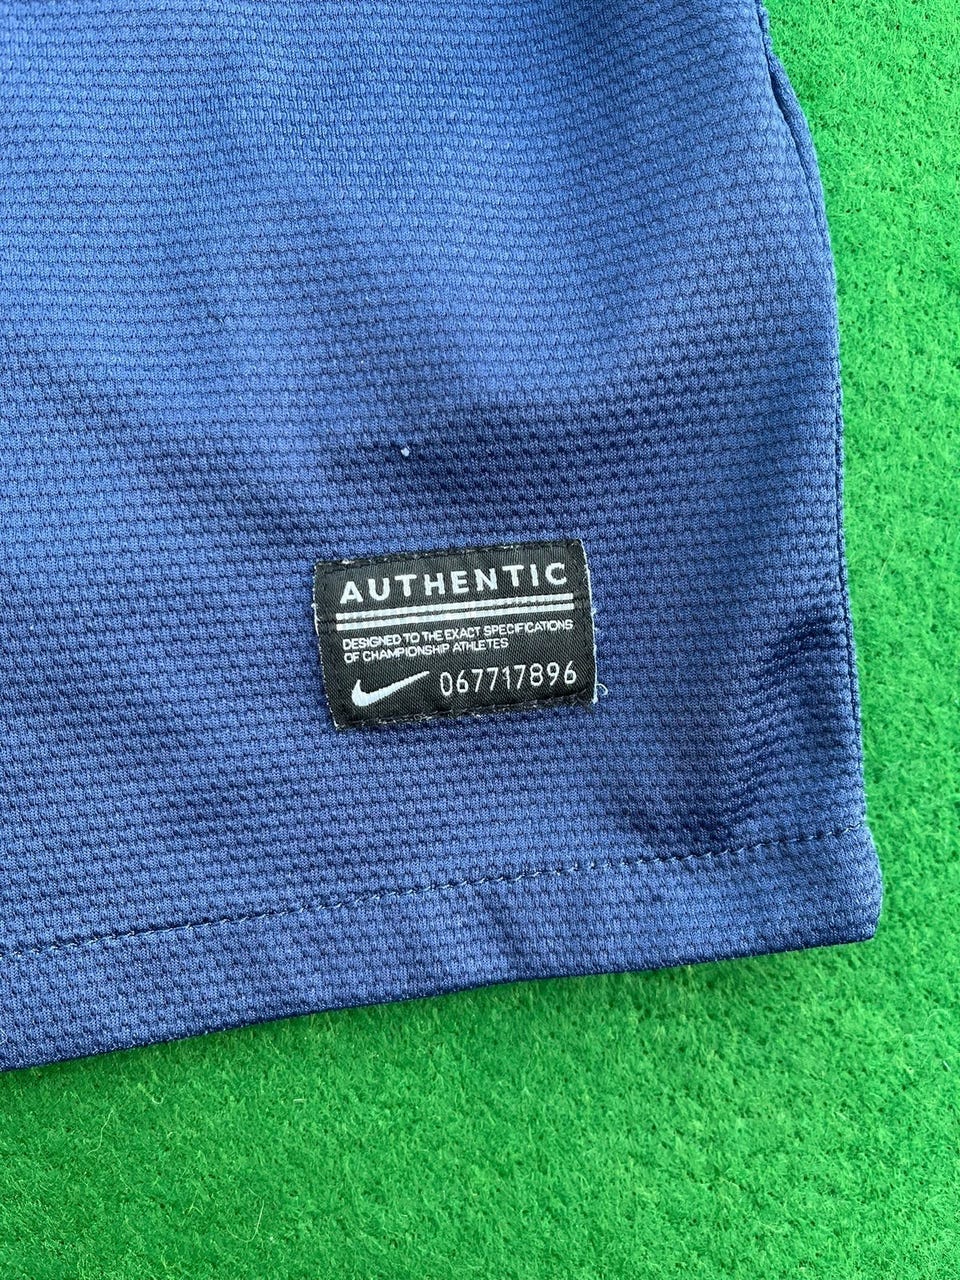 AUTHENTIC
DESIGNED TO THE EXACT SPECIFICATIONS
OF CHAMPIONSHIP ATHLETES
067717896